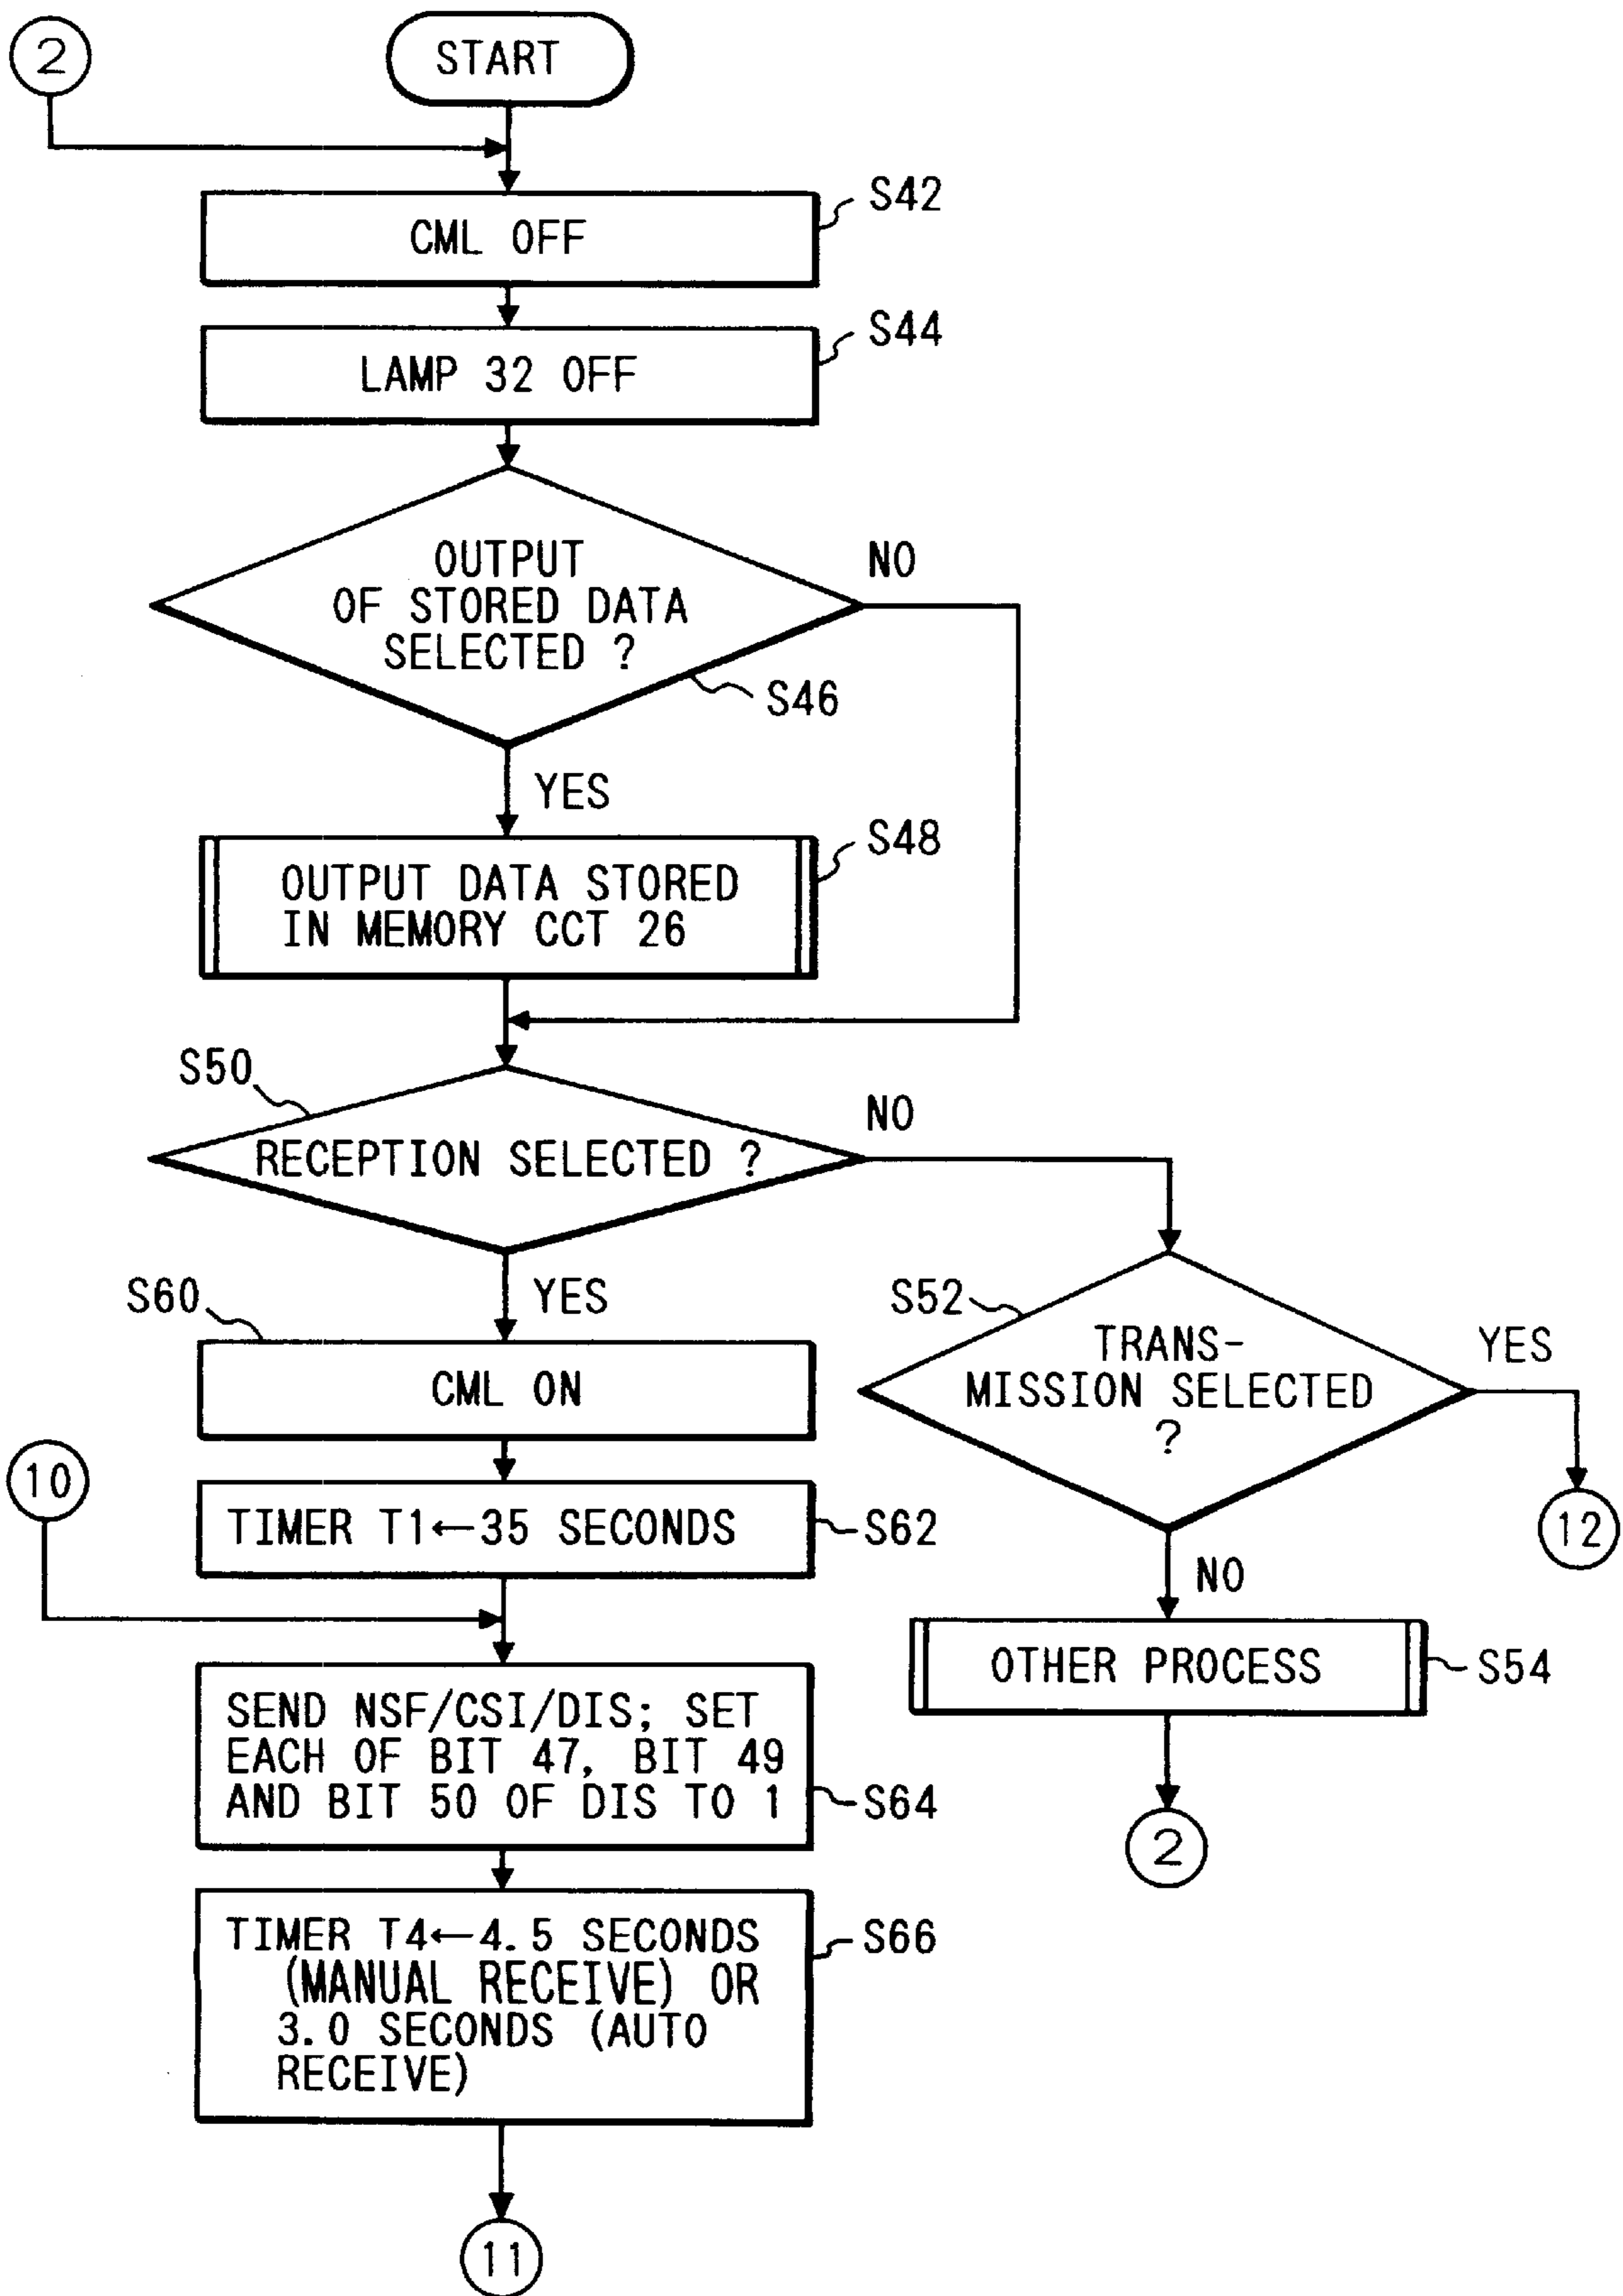 2
START
S42
CML OFF
S44
LAMP 32 OFF
OUTPUT
OF STORED DATA
SELECTED ?
NO
S46
YES
S48
OUTPUT DATA STORED
IN MEMORY CCT 26
S50
RECEPTION SELECTED ?
NO
YES
S60
CML ON
S52
TRANS-
MISSION SELECTED
?
YES
12
10
TIMER T1←35 SECONDS
S62
NO
OTHER PROCESS
S54
2
SEND NSF/CSI/DIS; SET
EACH OF BIT 47, BIT 49
AND BIT 50 OF DIS TO 1
S64
TIMER T4←4.5 SECONDS
(MANUAL RECEIVE) OR
3.0 SECONDS (AUTO
RECEIVE)
S66
11